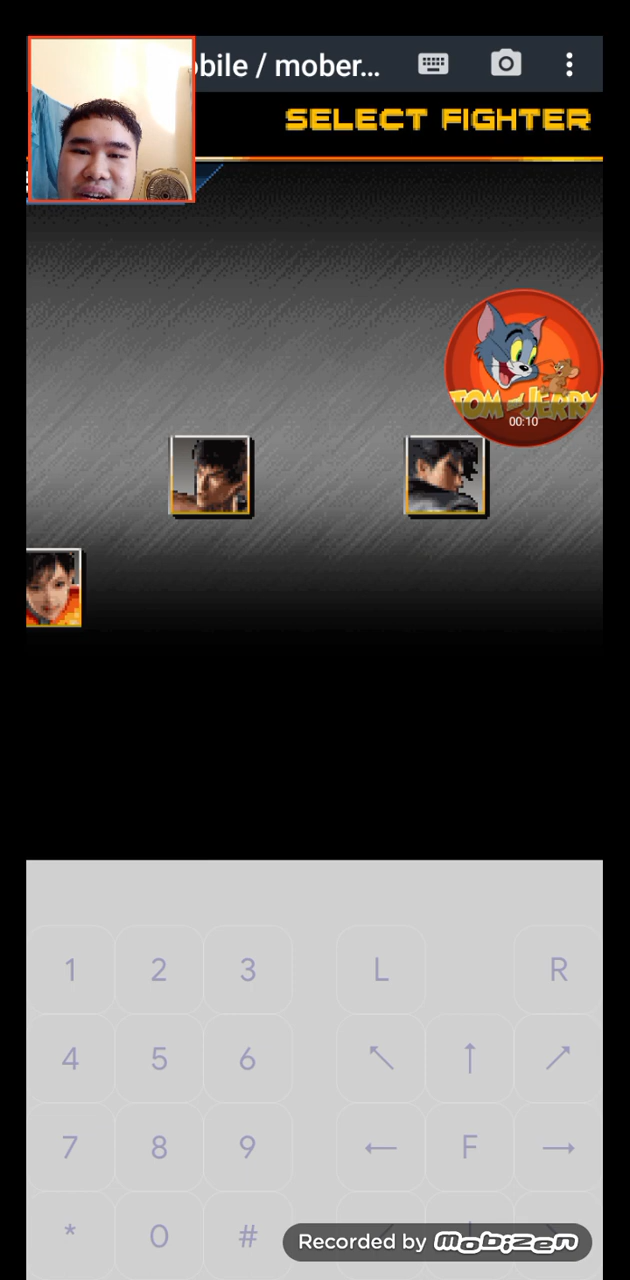 obile / mober...
SELECT FIGHTER
TOM and JERRY
00:10
1 2 3 L R
4 5 6 ↖ ↑ ↗
7 8 9 ← F →
* 0 #
Recorded by mobizen